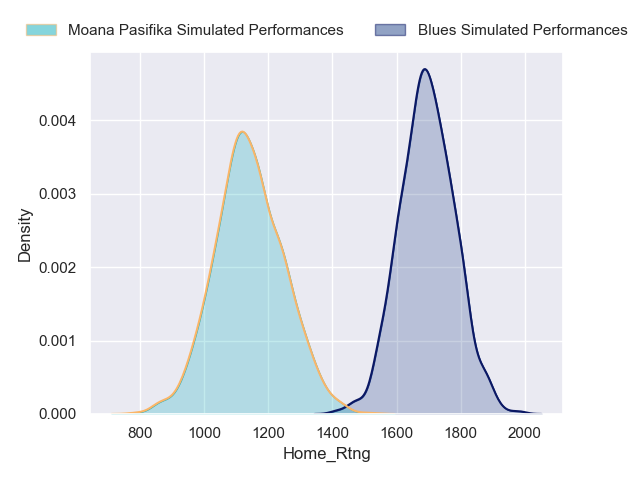 Moana Pasifika Simulated Performances Blues Simulated Performances
0.004
0.003
0.002
0.001
0.000
Density
800 1000 1200 1400 1600 1800 2000
Home_Rtng